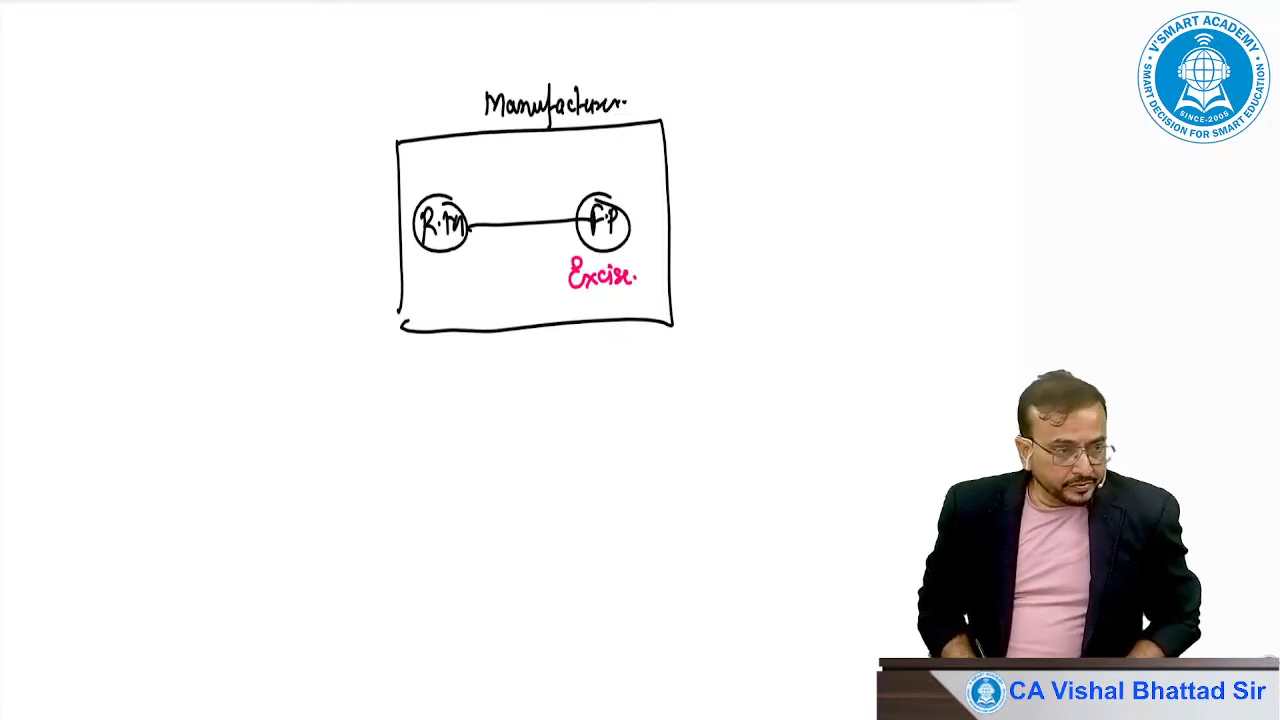 Manufacturer.
R.M
F.P
Excise.
V'SMART ACADEMY
SINCE-2005
SMART DECISION FOR SMART EDUCATION
CA Vishal Bhattad Sir